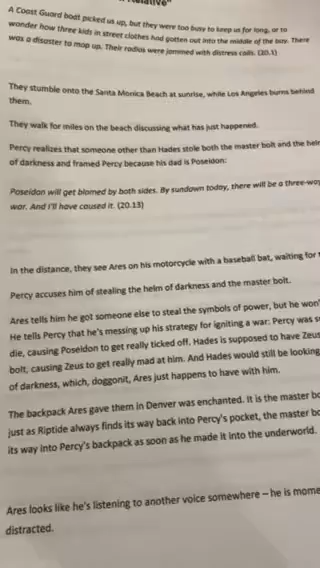 Relative"
A Coast Guard boat picked us up, but they were too busy to keep us for long, or to
wonder how three kids in street clothes had gotten out into the middle of the bay. There
was a disaster to mop up. Their radios were jammed with distress calls. (20.1)
They stumble onto the Santa Monica Beach at sunrise, while Los Angeles burns behind
them.
They walk for miles on the beach discussing what has just happened.
Percy realizes that someone other than Hades stole both the master bolt and the helm
of darkness and framed Percy because his dad is Poseidon:
Poseidon will get blamed by both sides. By sundown today, there will be a three-way
war. And I'll have caused it. (20.13)
In the distance, they see Ares on his motorcycle with a baseball bat, waiting for
Percy accuses him of stealing the helm of darkness and the master bolt.
Ares tells him he got someone else to steal the symbols of power, but he won'
He tells Percy that he's messing up his strategy for igniting a war: Percy was
die, causing Poseidon to get really ticked off. Hades is supposed to have Zeus
bolt, causing Zeus to get really mad at him. And Hades would still be looking
of darkness, which, doggonit, Ares just happens to have with him.
The backpack Ares gave them in Denver was enchanted. It is the master bo
just as Riptide always finds its way back into Percy's pocket, the master bo
its way into Percy's backpack as soon as he made it into the underworld.
Ares looks like he's listening to another voice somewhere – he is mome
distracted.